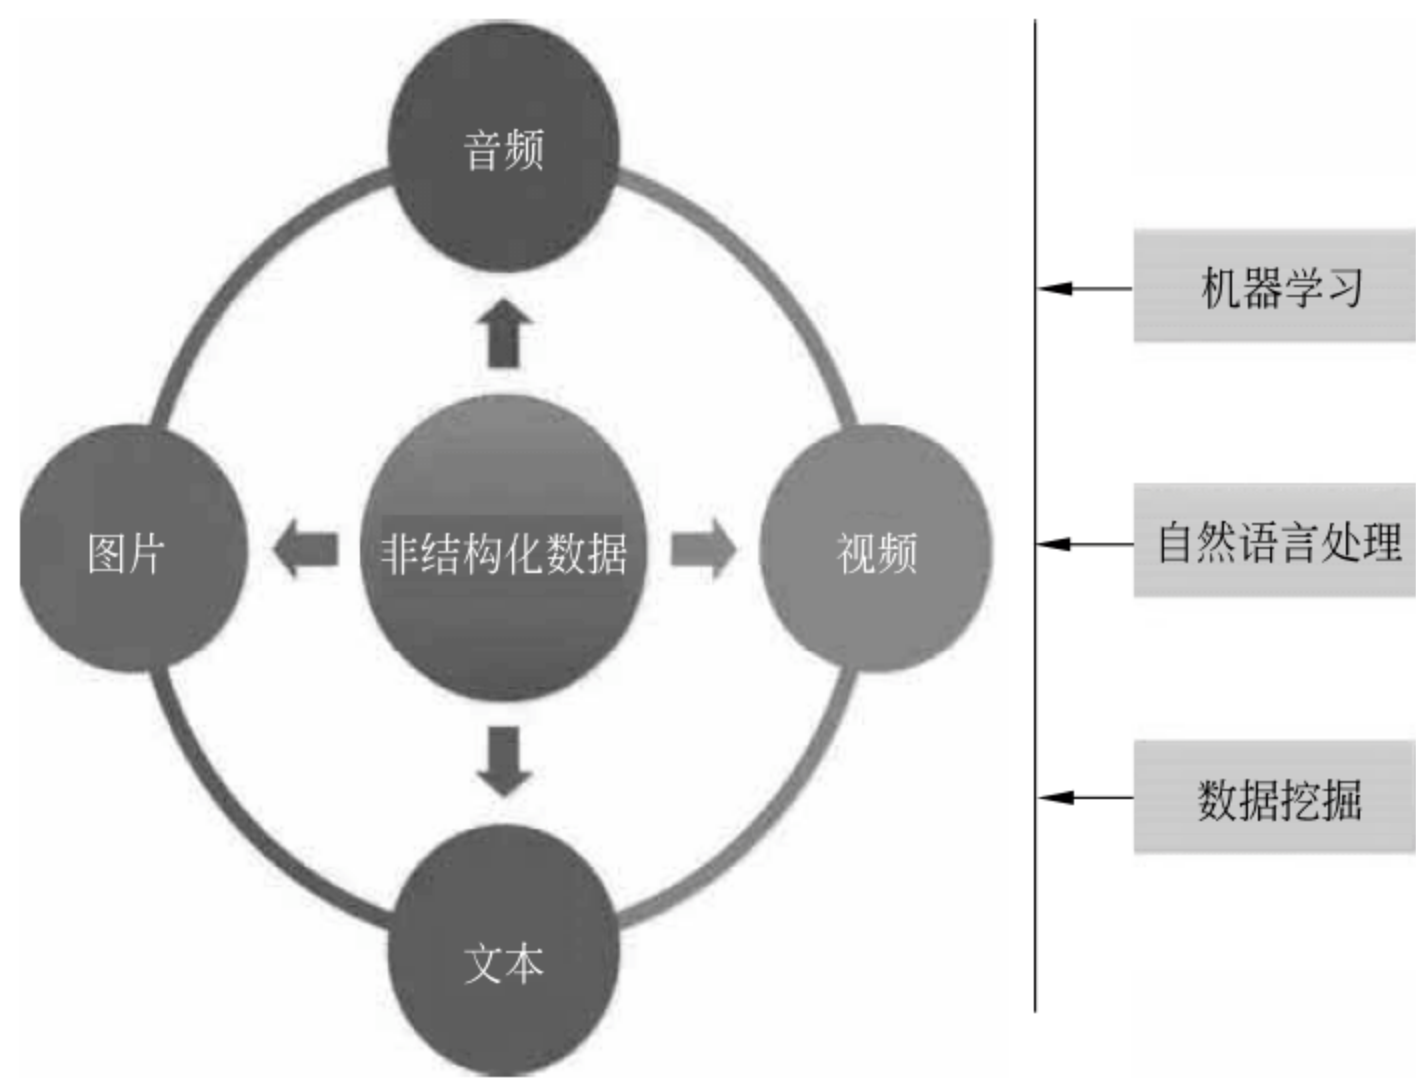 音频
机器学习
图片
非结构化数据
视频
自然语言处理
数据挖掘
文本